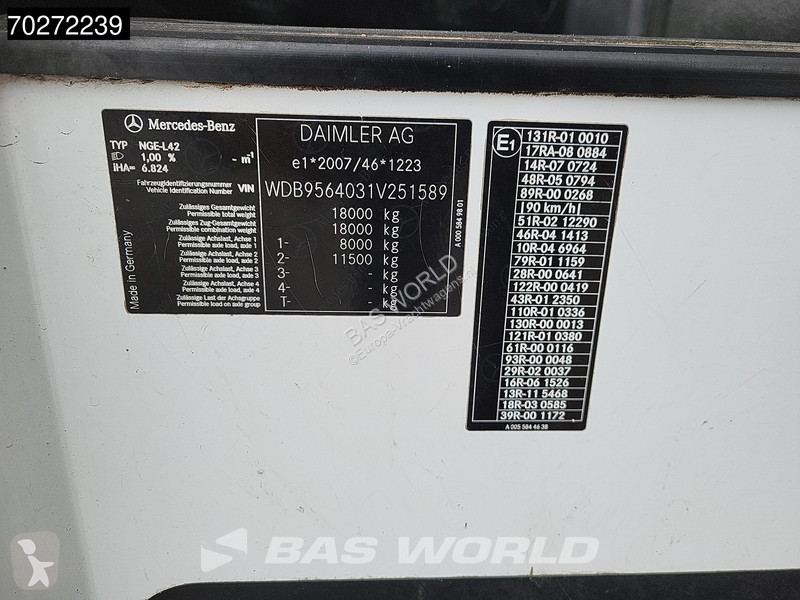 70272239
Mercedes-Benz
TYP NGE-L42
1,00 % - m-1
iHA= 6.824
Fahrzeugidentifizierungsnummer
Vehicle Identification Number VIN
Zulässiges Gesamtgewicht
Permissible total weight
Zulässiges Zug-Gesamtgewicht
Permissible combination weight
Zulässige Achslast, Achse 1
Permissible axle load, axle 1
Zulässige Achslast, Achse 2
Permissible axle load, axle 2
Zulässige Achslast, Achse 3
Permissible axle load, axle 3
Zulässige Achslast, Achse 4
Permissible axle load, axle 4
Zulässige Last der Achsgruppe
Permissible load on axle group
Made in Germany
DAIMLER AG
e1*2007/46*1223
WDB9564031V251589
18000 kg
18000 kg
1- 8000 kg
2- 11500 kg
3- - kg
4- - kg
T- - kg
A 000 584 98 01
E1
131R-01 0010
17RA-08 0884
14R-07 0724
48R-05 0794
89R-00 0268
|90 km/h|
51R-02 1290
46R-04 1413
10R-04 6964
79R-01 1159
28R-00 0641
122R-00 0419
43R-01 2350
110R-01 0336
130R-00 0013
121R-01 0380
61R-00 0116
93R-00 0048
29R-02 0037
16R-06 1526
13R-11 5468
18R-03 0585
39R-00 1172
A 005 584 46 38
BAS WORLD
©Europa-Vrachtwagens.nl
BAS WORLD